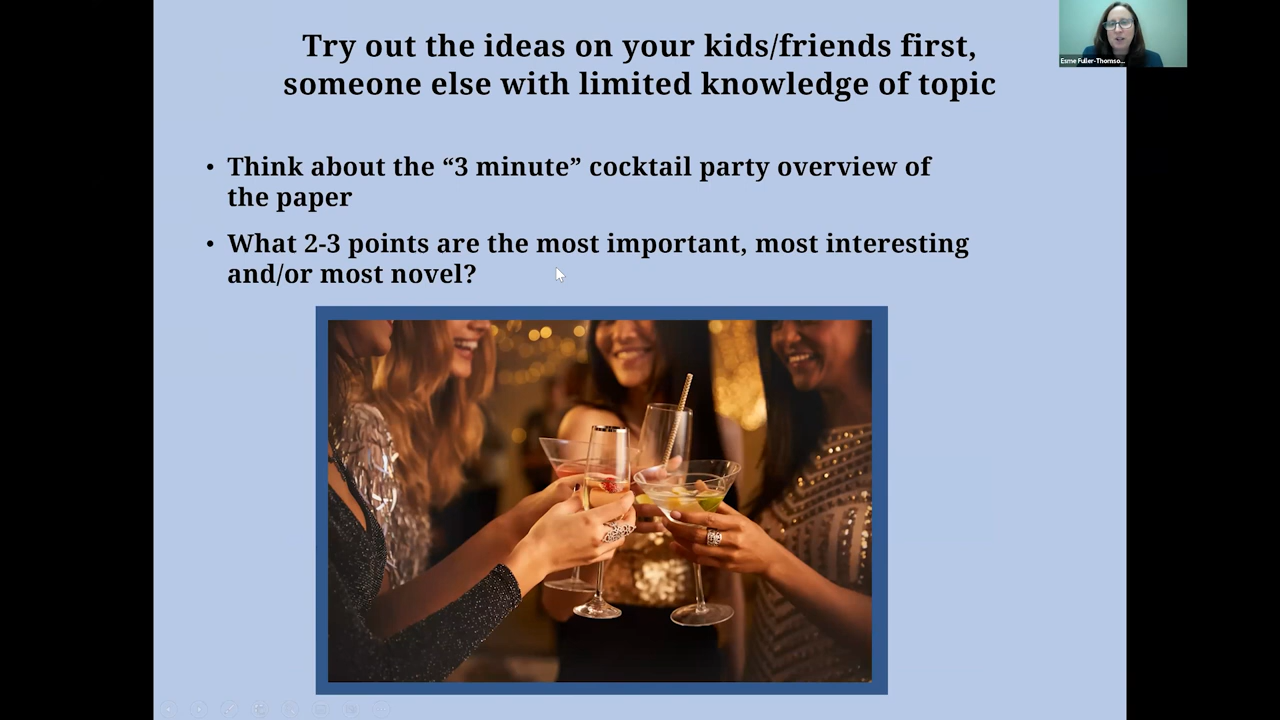 Try out the ideas on your kids/friends first,
someone else with limited knowledge of topic
• Think about the “3 minute” cocktail party overview of
the paper
• What 2-3 points are the most important, most interesting
and/or most novel?
Esme Fuller-Thomso...